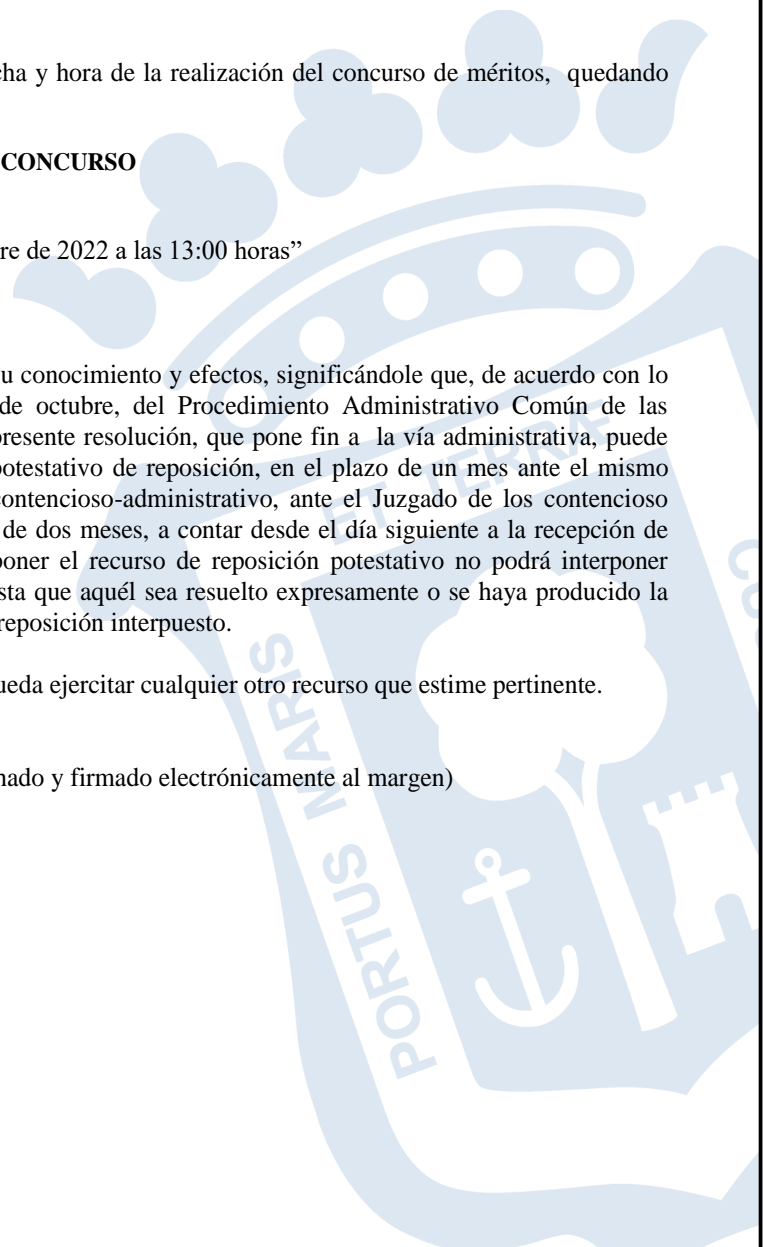 cha y hora de la realización del concurso de méritos, quedando
CONCURSO
re de 2022 a las 13:00 horas”
u conocimiento y efectos, significándole que, de acuerdo con lo
de octubre, del Procedimiento Administrativo Común de las
presente resolución, que pone fin a la vía administrativa, puede
potestativo de reposición, en el plazo de un mes ante el mismo
contencioso-administrativo, ante el Juzgado de los contencioso
de dos meses, a contar desde el día siguiente a la recepción de
poner el recurso de reposición potestativo no podrá interponer
sta que aquél sea resuelto expresamente o se haya producido la
reposición interpuesto.
ueda ejercitar cualquier otro recurso que estime pertinente.
nado y firmado electrónicamente al margen)
PORTUS MARIS
ET TERRAE